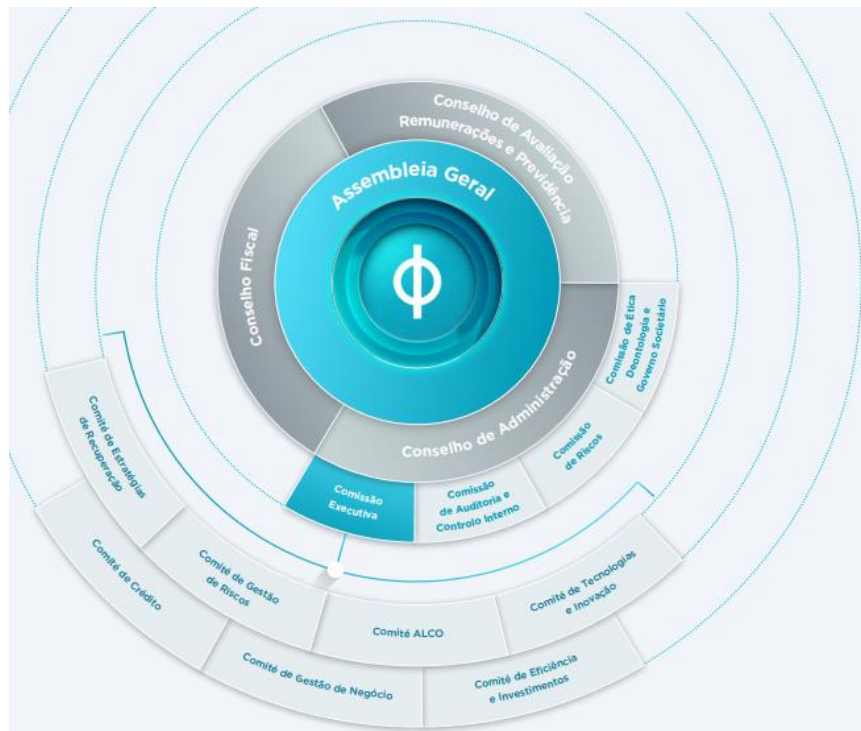 Conselho de Avaliação
Remunerações e Previdência
Assembleia Geral
Conselho Fiscal
Comissão de Ética
Deontologia e
Governo Societário
Conselho de Administração
Comissão
de Riscos
Comissão
de Auditoria e
Controlo Interno
Comissão
Executiva
Comité de Estratégias
de Recuperação
Comité de Gestão
de Riscos
Comité ALCO
Comité de Tecnologias
e Inovação
Comité de Crédito
Comité de Gestão de Negócio
Comité de Eficiência
e Investimentos